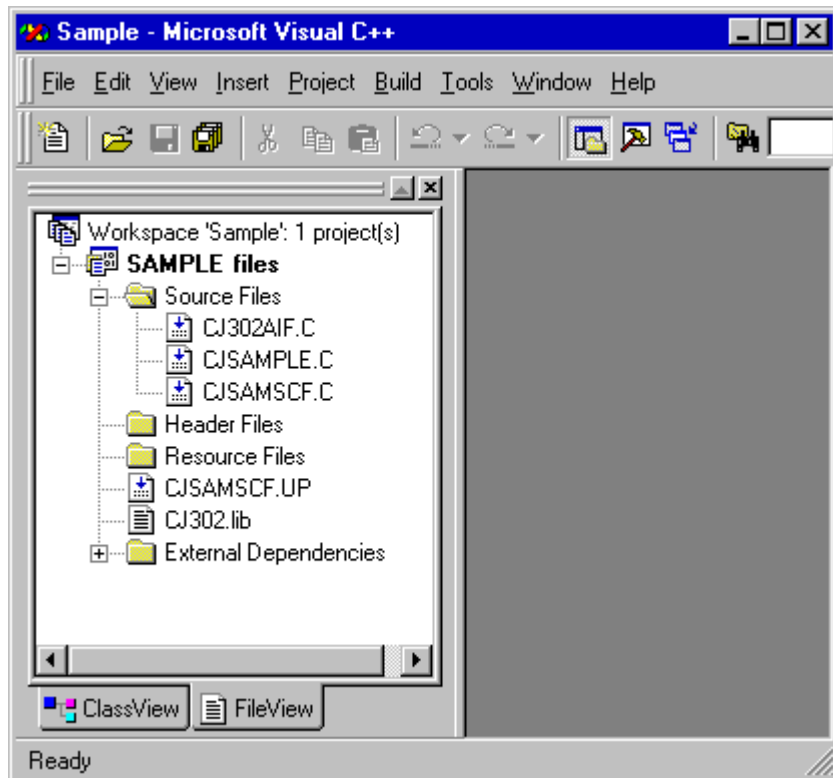 Sample - Microsoft Visual C++
File Edit View Insert Project Build Tools Window Help
Workspace 'Sample': 1 project(s)
SAMPLE files
Source Files
CJ302AIF.C
CJSAMPLE.C
CJSAMSCF.C
Header Files
Resource Files
CJSAMSCF.UP
CJ302.lib
External Dependencies
ClassView FileView
Ready